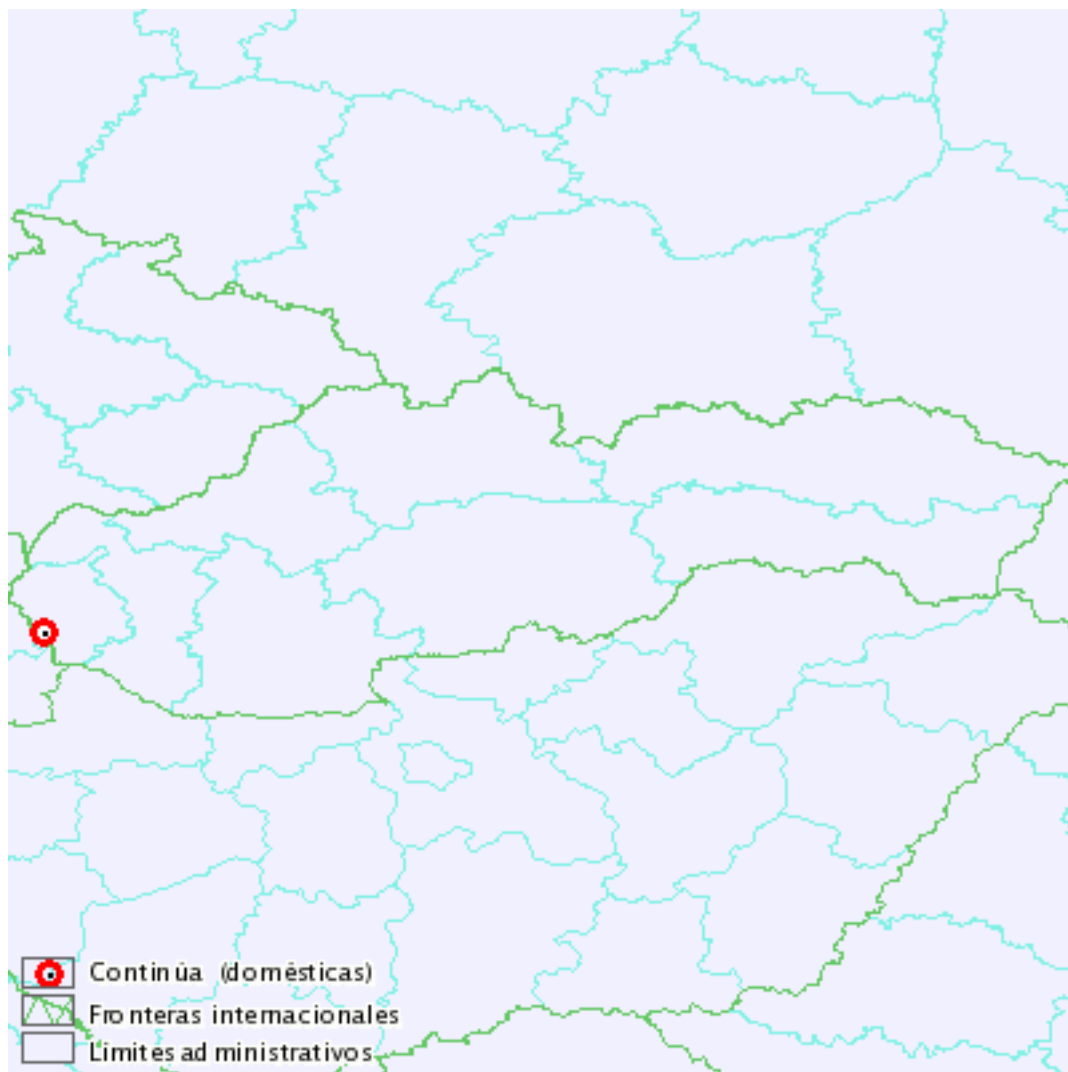 Continúa (domésticas)
Fronteras internacionales
Límites administrativos